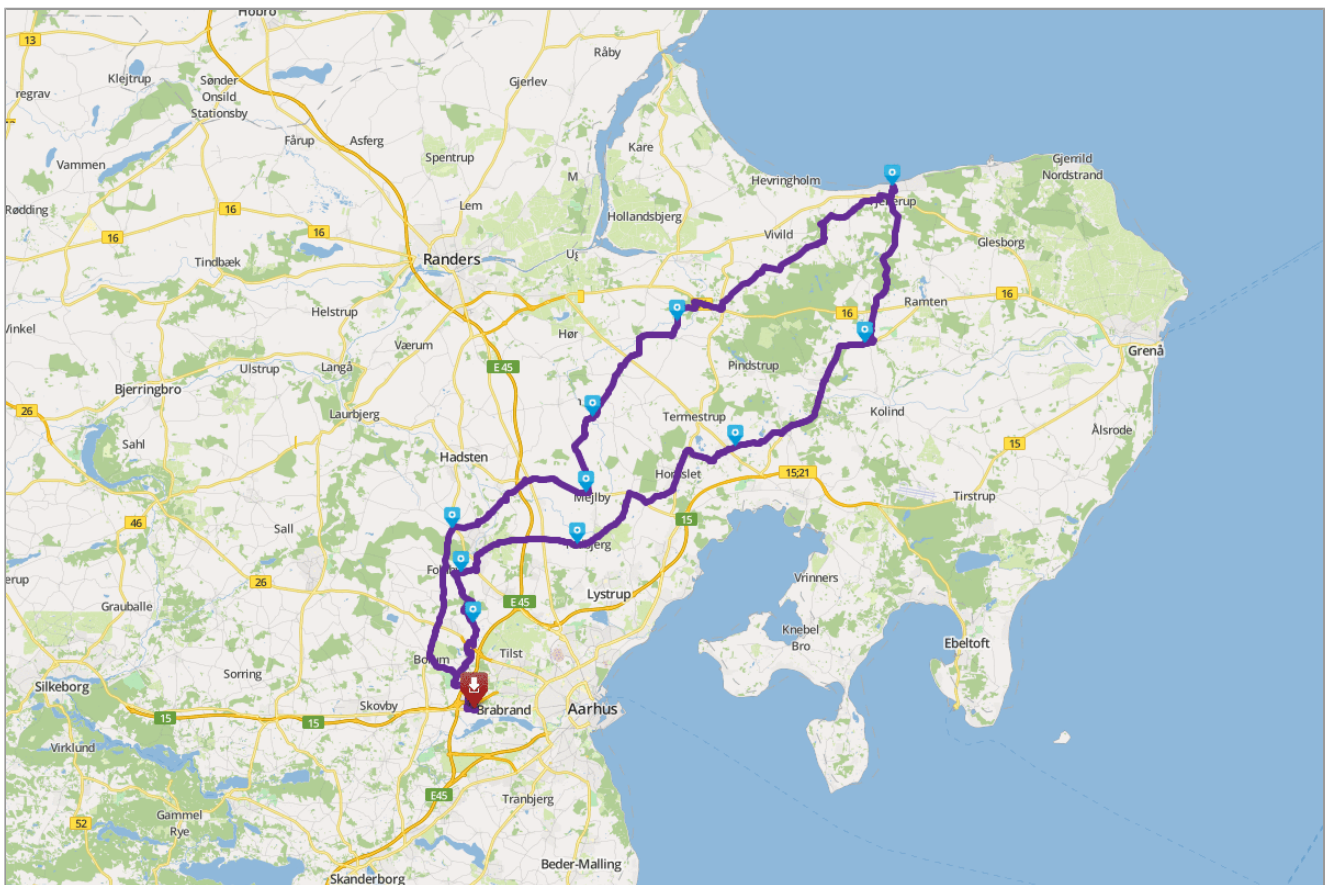 Hobro
13
Råby
Klejtrup
Sønder
Onsild
Stationsby
Gjerlev
regrav
Fårup
Asferg
Kare
Spentrup
Vammen
M
Hevringholm
Gjerrild
Nordstrand
Rødding
16
Lem
Hollandsbjerg
16
16
Vivild
Glesborg
Tindbæk
Randers
Helstrup
Ramten
16
16
Hør
Værum
Grenå
E 45
Pindstrup
Ulstrup
Langå
Bjerringbro
26
Laurbjerg
Termestrup
Kolind
Ålsrode
Sahl
15
Hadsten
15;21
Mejlby
Tirstrup
46
Sall
15
Vrinners
26
Lystrup
E 45
Grauballe
Knebel
Bro
Ebeltoft
Tilst
Sorring
Silkeborg
Skovby
Brabrand
Aarhus
15
15
Virklund
E45
Tranbjerg
Gammel
Rye
52
Beder-Malling
Skanderborg